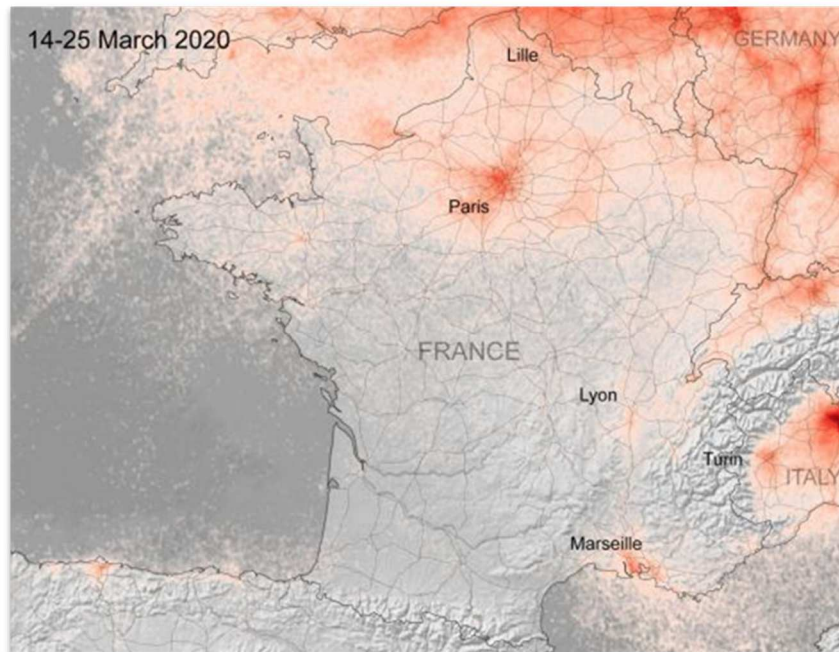 14-25 March 2020
GERMANY
Lille
Paris
FRANCE
Lyon
Turin
ITALY
Marseille